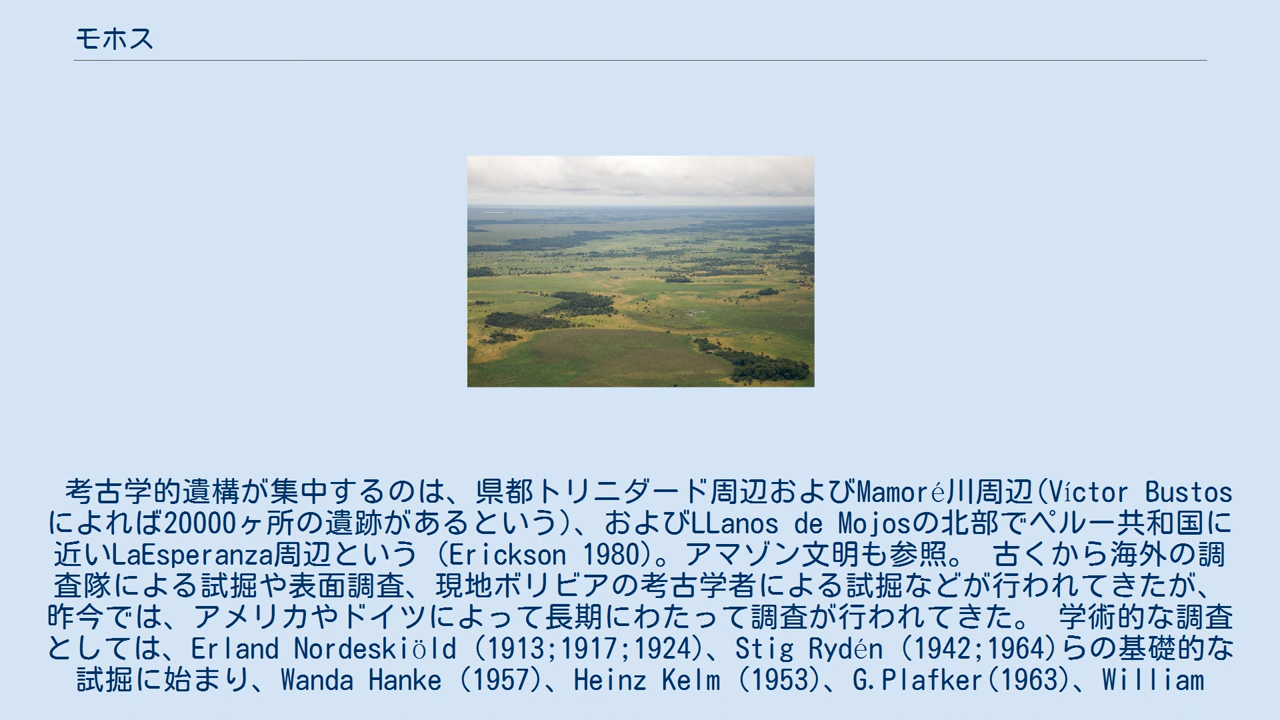 モホス
考古学的遺構が集中するのは、県都トリニダード周辺およびMamoré川周辺(Víctor Bustos
によれば20000ヶ所の遺跡があるという)、およびLLanos de Mojosの北部でペルー共和国に
近いLaEsperanza周辺という (Erickson 1980)。アマゾン文明も参照。 古くから海外の調
査隊による試掘や表面調査、現地ボリビアの考古学者による試掘などが行われてきたが、
昨今では、アメリカやドイツによって長期にわたって調査が行われてきた。 学術的な調査
としては、Erland Nordeskiöld (1913;1917;1924)、Stig Rydén (1942;1964)らの基礎的な
試掘に始まり、Wanda Hanke (1957)、Heinz Kelm (1953)、G.Plafker(1963)、William